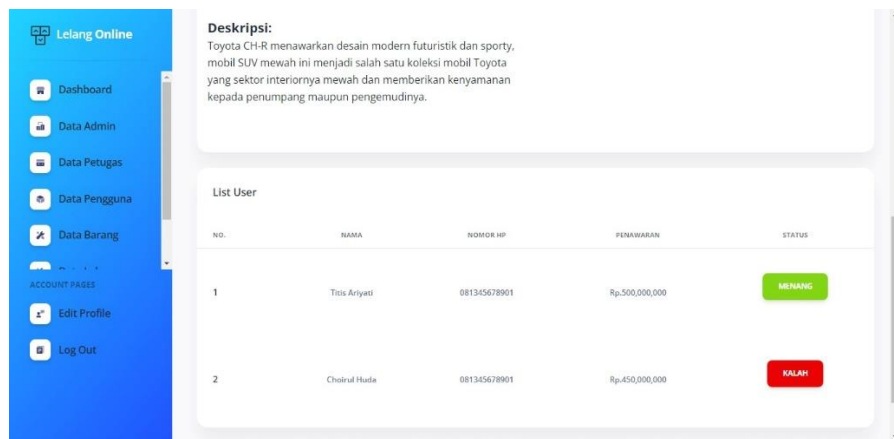 Lelang Online
Dashboard
Data Admin
Data Petugas
Data Pengguna
Data Barang
ACCOUNT PAGES
Edit Profile
Log Out
Deskripsi:
Toyota CH-R menawarkan desain modern futuristik dan sporty,
mobil SUV mewah ini menjadi salah satu koleksi mobil Toyota
yang sektor interiornya mewah dan memberikan kenyamanan
kepada penumpang maupun pengemudinya.
List User
NO. NAMA NOMOR HP PENAWARAN STATUS
1 Titis Ariyati 081345678901 Rp.500,000,000 MENANG
2 Choirul Huda 081345678901 Rp.450,000,000 KALAH